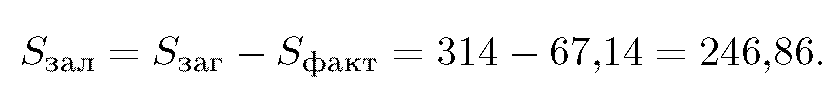 S_зал = S_заг − S_факт = 314 − 67,14 = 246,86.